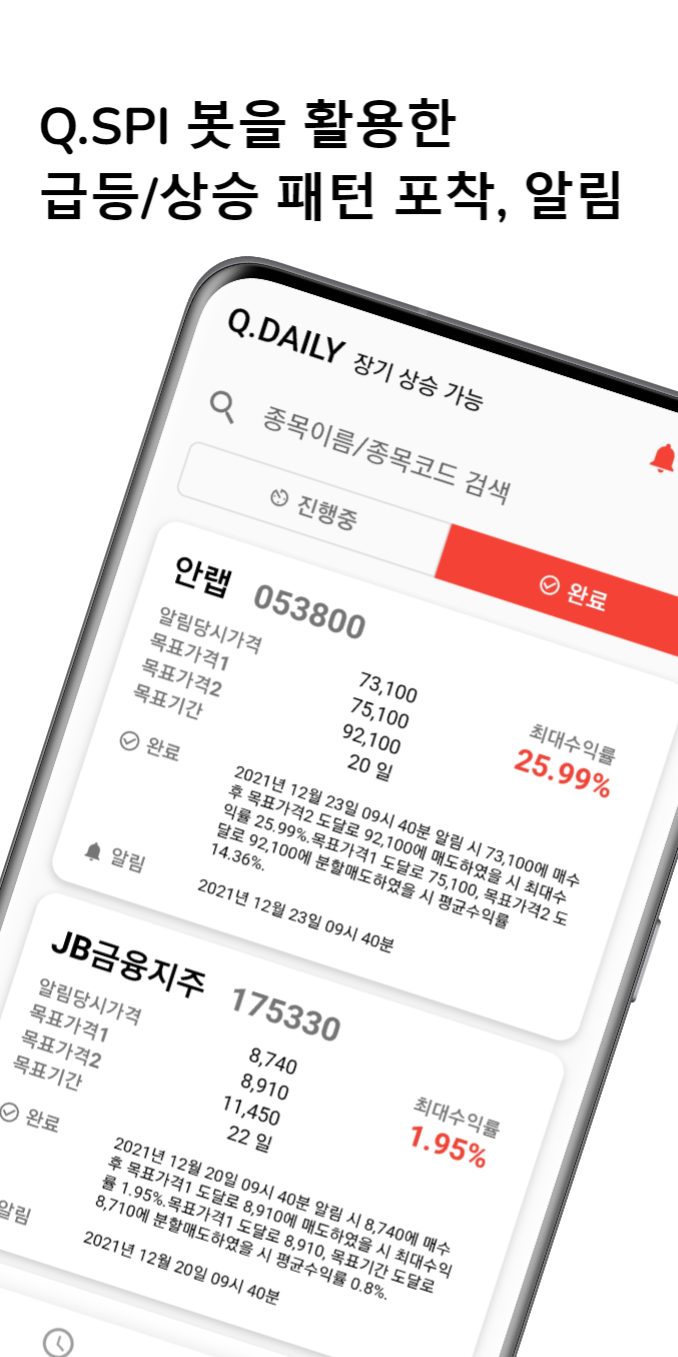 Q.SPI 봇을 활용한
급등/상승 패턴 포착, 알림
Q.DAILY 장기 상승 가능
종목이름/종목코드 검색
진행중
완료
안랩 053800
알림당시가격 73,100
목표가격1 75,100
목표가격2 92,100
목표기간 20 일
최대수익률
25.99%
완료
2021년 12월 23일 09시 40분 알림 시 73,100에 매수
후 목표가격2 도달로 92,100에 매도하였을 시 최대수
익률 25.99%.목표가격1 도달로 75,100, 목표가격2 도
달로 92,100에 분할매도하였을 시 평균수익률
14.36%.
알림
2021년 12월 23일 09시 40분
JB금융지주 175330
알림당시가격 8,740
목표가격1 8,910
목표가격2 11,450
목표기간 22 일
최대수익률
1.95%
완료
2021년 12월 20일 09시 40분 알림 시 8,740에 매수
후 목표가격1 도달로 8,910에 매도하였을 시 최대수익
률 1.95%.목표가격1 도달로 8,910, 목표기간 도달로
8,710에 분할매도하였을 시 평균수익률 0.8%.
알림
2021년 12월 20일 09시 40분